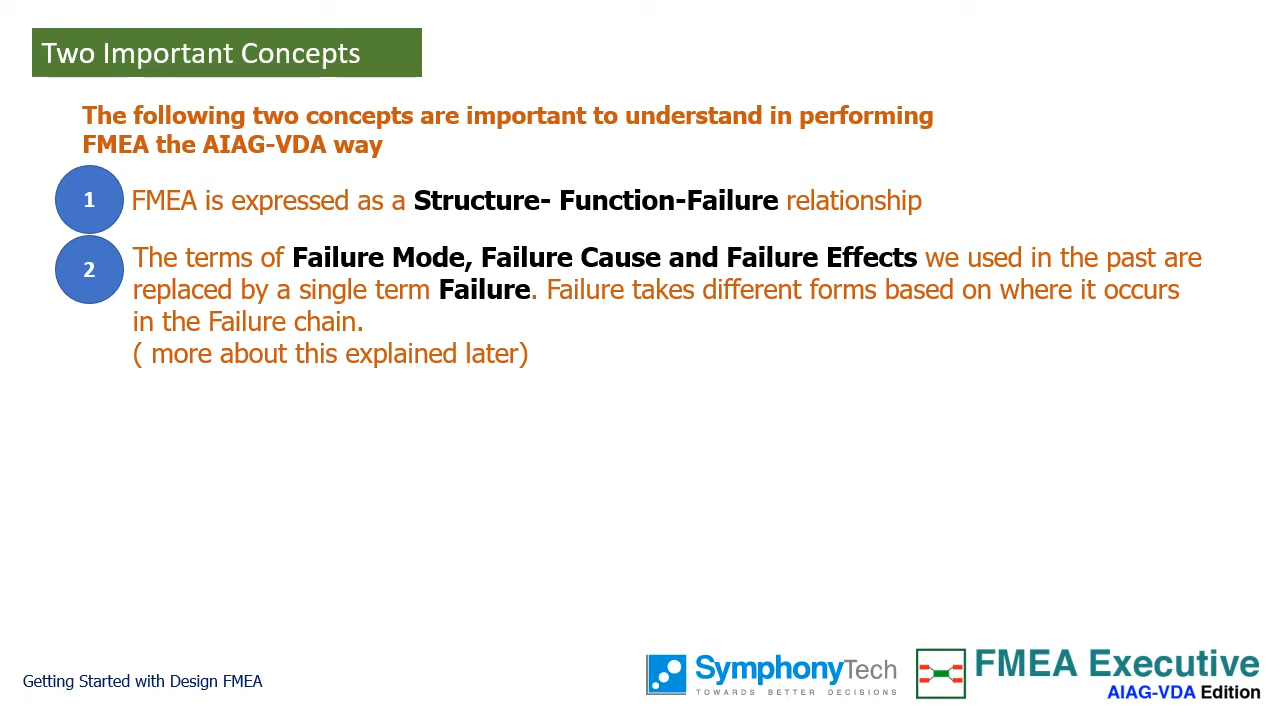 Two Important Concepts
The following two concepts are important to understand in performing
FMEA the AIAG-VDA way
1
FMEA is expressed as a Structure- Function-Failure relationship
2
The terms of Failure Mode, Failure Cause and Failure Effects we used in the past are
replaced by a single term Failure. Failure takes different forms based on where it occurs
in the Failure chain.
( more about this explained later)
Getting Started with Design FMEA
SymphonyTech
TOWARDS BETTER DECISIONS
FMEA Executive
AIAG-VDA Edition